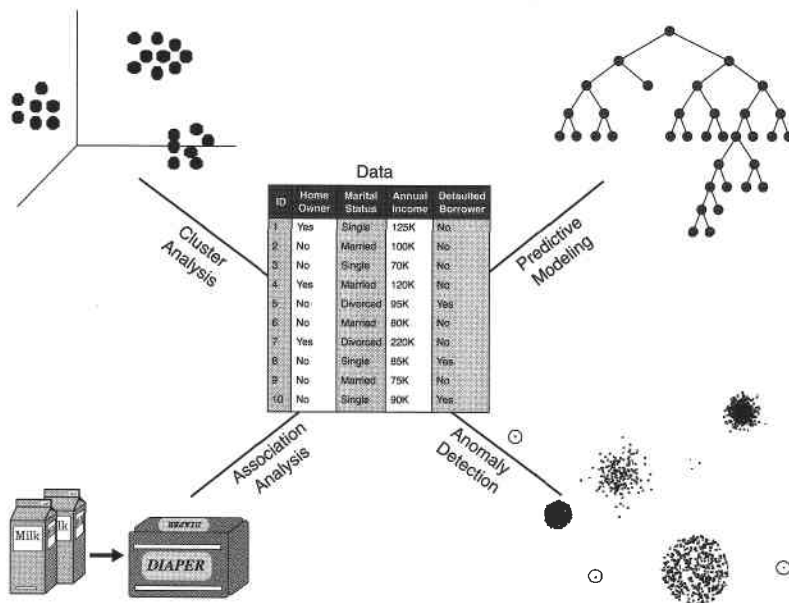 Data
ID Home Owner Marital Status Annual Income Defaulted Borrower
1 Yes Single 125K No
2 No Married 100K No
3 No Single 70K No
4 Yes Married 120K No
5 No Divorced 95K Yes
6 No Married 80K No
7 Yes Divorced 220K No
8 No Single 85K Yes
9 No Married 75K No
10 No Single 90K Yes
Cluster
Analysis
Predictive
Modeling
Association
Analysis
Anomaly
Detection
Milk
lk
DIAPER
DIAPER